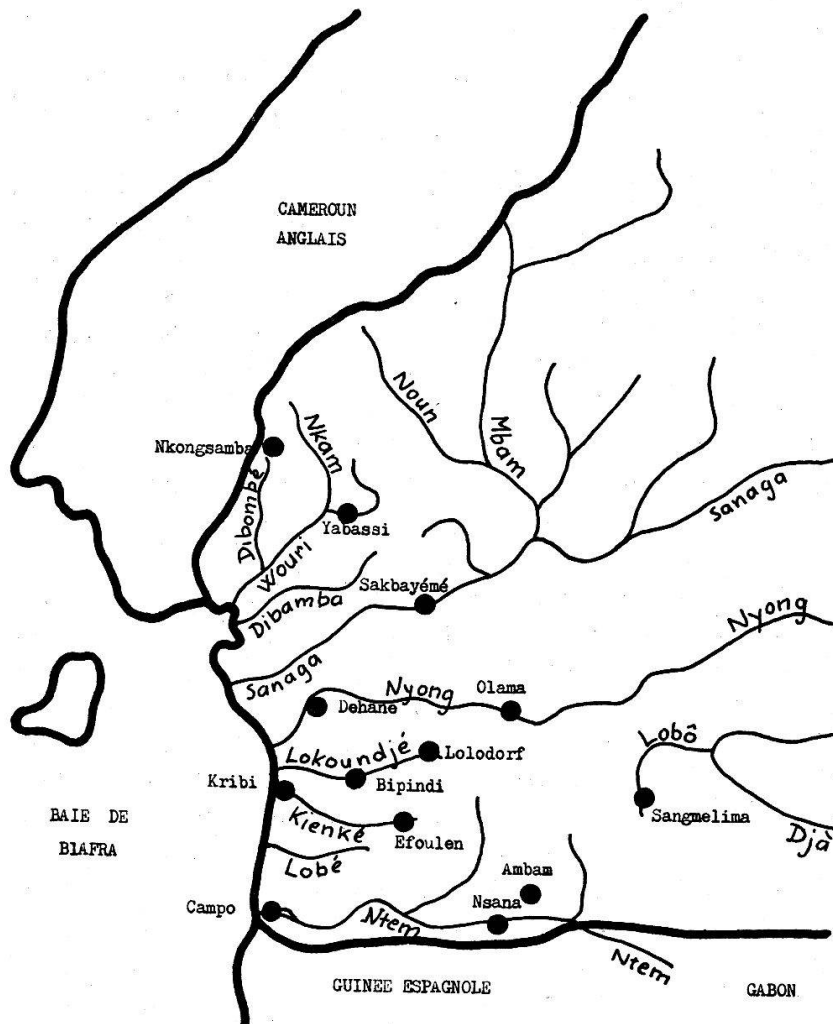 CAMEROUN
ANGLAIS
Noun
Mbam
Nkam
Nkongsamba
Dibombé
Sanaga
Yabassi
Wouri
Sakbayémé
Dibamba
Nyong
Sanaga
Nyong
Olama
Dehane
Lobô
Lokoundjé
Lolodorf
Kribi
Bipindi
Sangmelima
BAIE DE
BIAFRA
Kienké
Efoulen
Djà
Lobé
Ambam
Campo
Nsana
Ntem
Ntem
GUINEE ESPAGNOLE
GABON